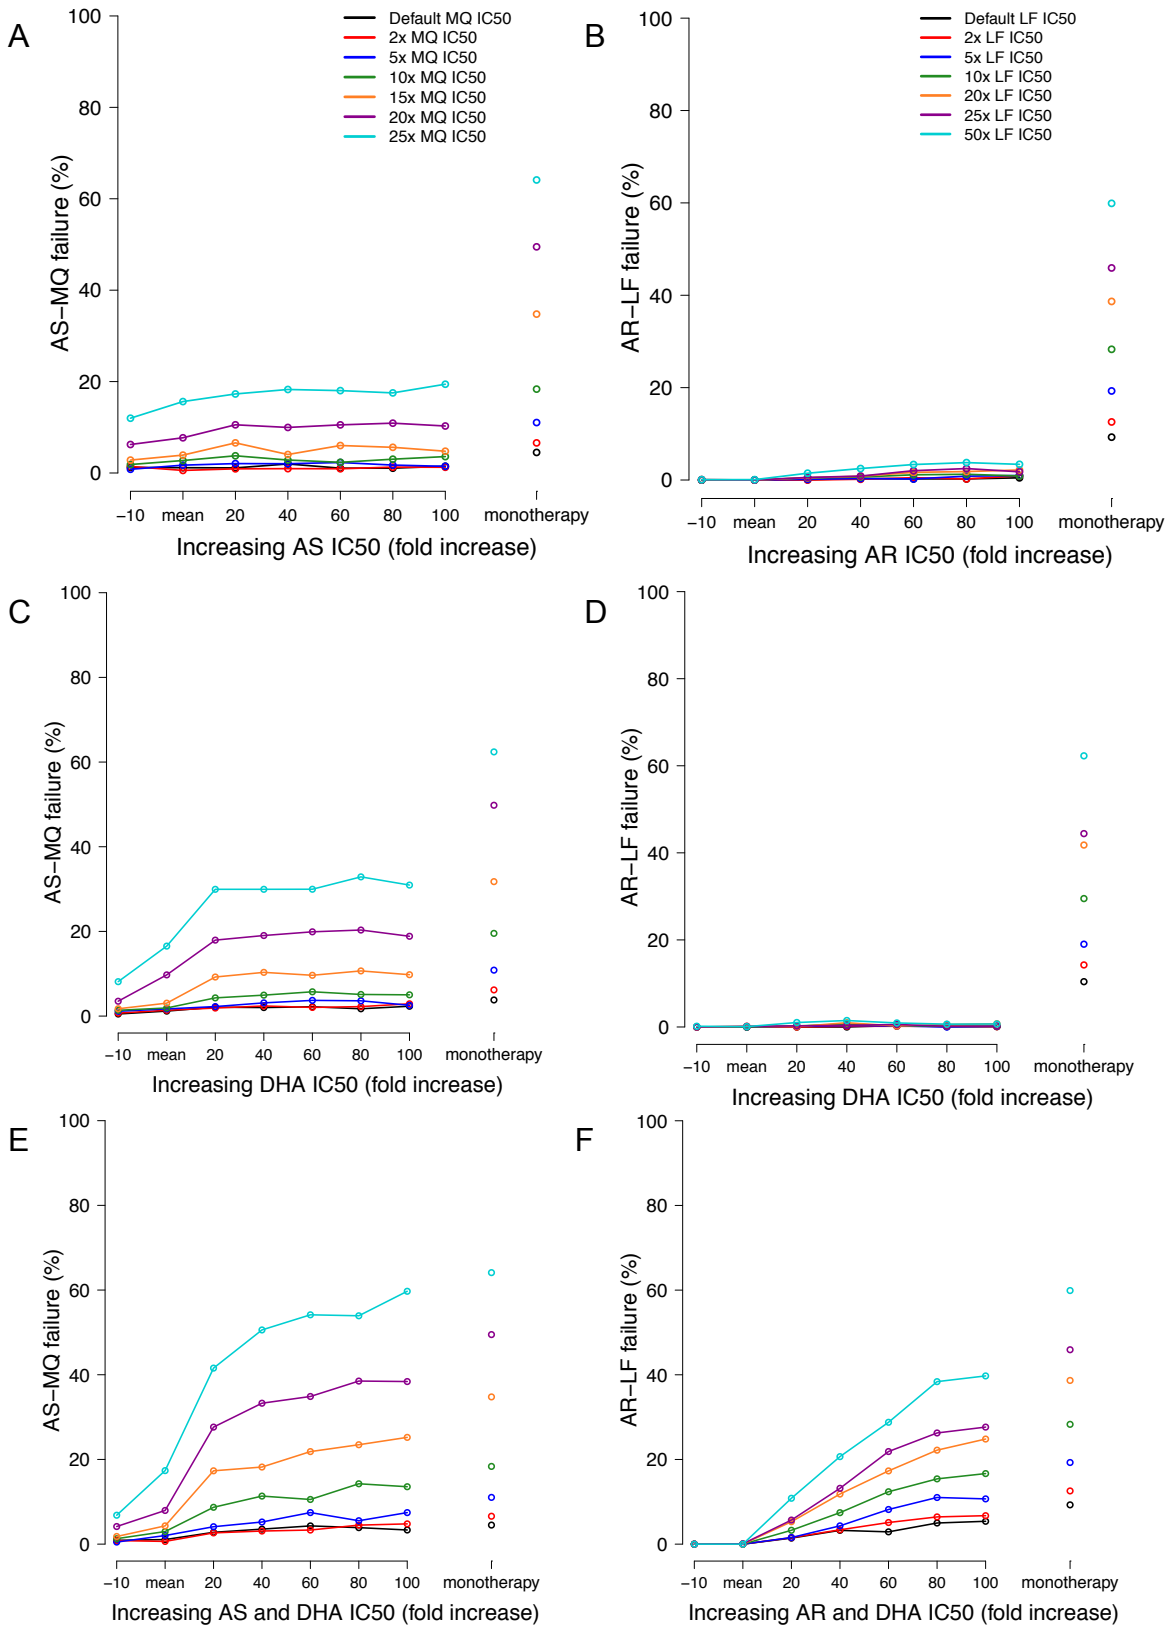 A
AS−MQ failure (%)
100
80
60
40
20
0
Default MQ IC50
2x MQ IC50
5x MQ IC50
10x MQ IC50
15x MQ IC50
20x MQ IC50
25x MQ IC50
−10 mean 20 40 60 80 100 monotherapy
Increasing AS IC50 (fold increase)
B
AR−LF failure (%)
100
80
60
40
20
0
Default LF IC50
2x LF IC50
5x LF IC50
10x LF IC50
20x LF IC50
25x LF IC50
50x LF IC50
−10 mean 20 40 60 80 100 monotherapy
Increasing AR IC50 (fold increase)
C
AS−MQ failure (%)
100
80
60
40
20
0
−10 mean 20 40 60 80 100 monotherapy
Increasing DHA IC50 (fold increase)
D
AR−LF failure (%)
100
80
60
40
20
0
−10 mean 20 40 60 80 100 monotherapy
Increasing DHA IC50 (fold increase)
E
AS−MQ failure (%)
100
80
60
40
20
0
−10 mean 20 40 60 80 100 monotherapy
Increasing AS and DHA IC50 (fold increase)
F
AR−LF failure (%)
100
80
60
40
20
0
−10 mean 20 40 60 80 100 monotherapy
Increasing AR and DHA IC50 (fold increase)